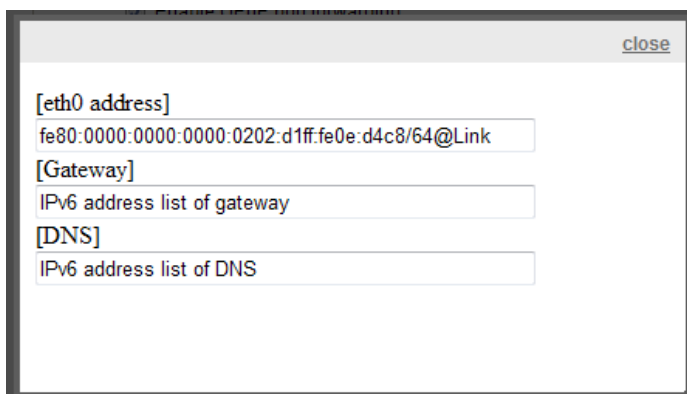 close
[eth0 address]
fe80:0000:0000:0000:0202:d1ff:fe0e:d4c8/64@Link
[Gateway]
IPv6 address list of gateway
[DNS]
IPv6 address list of DNS